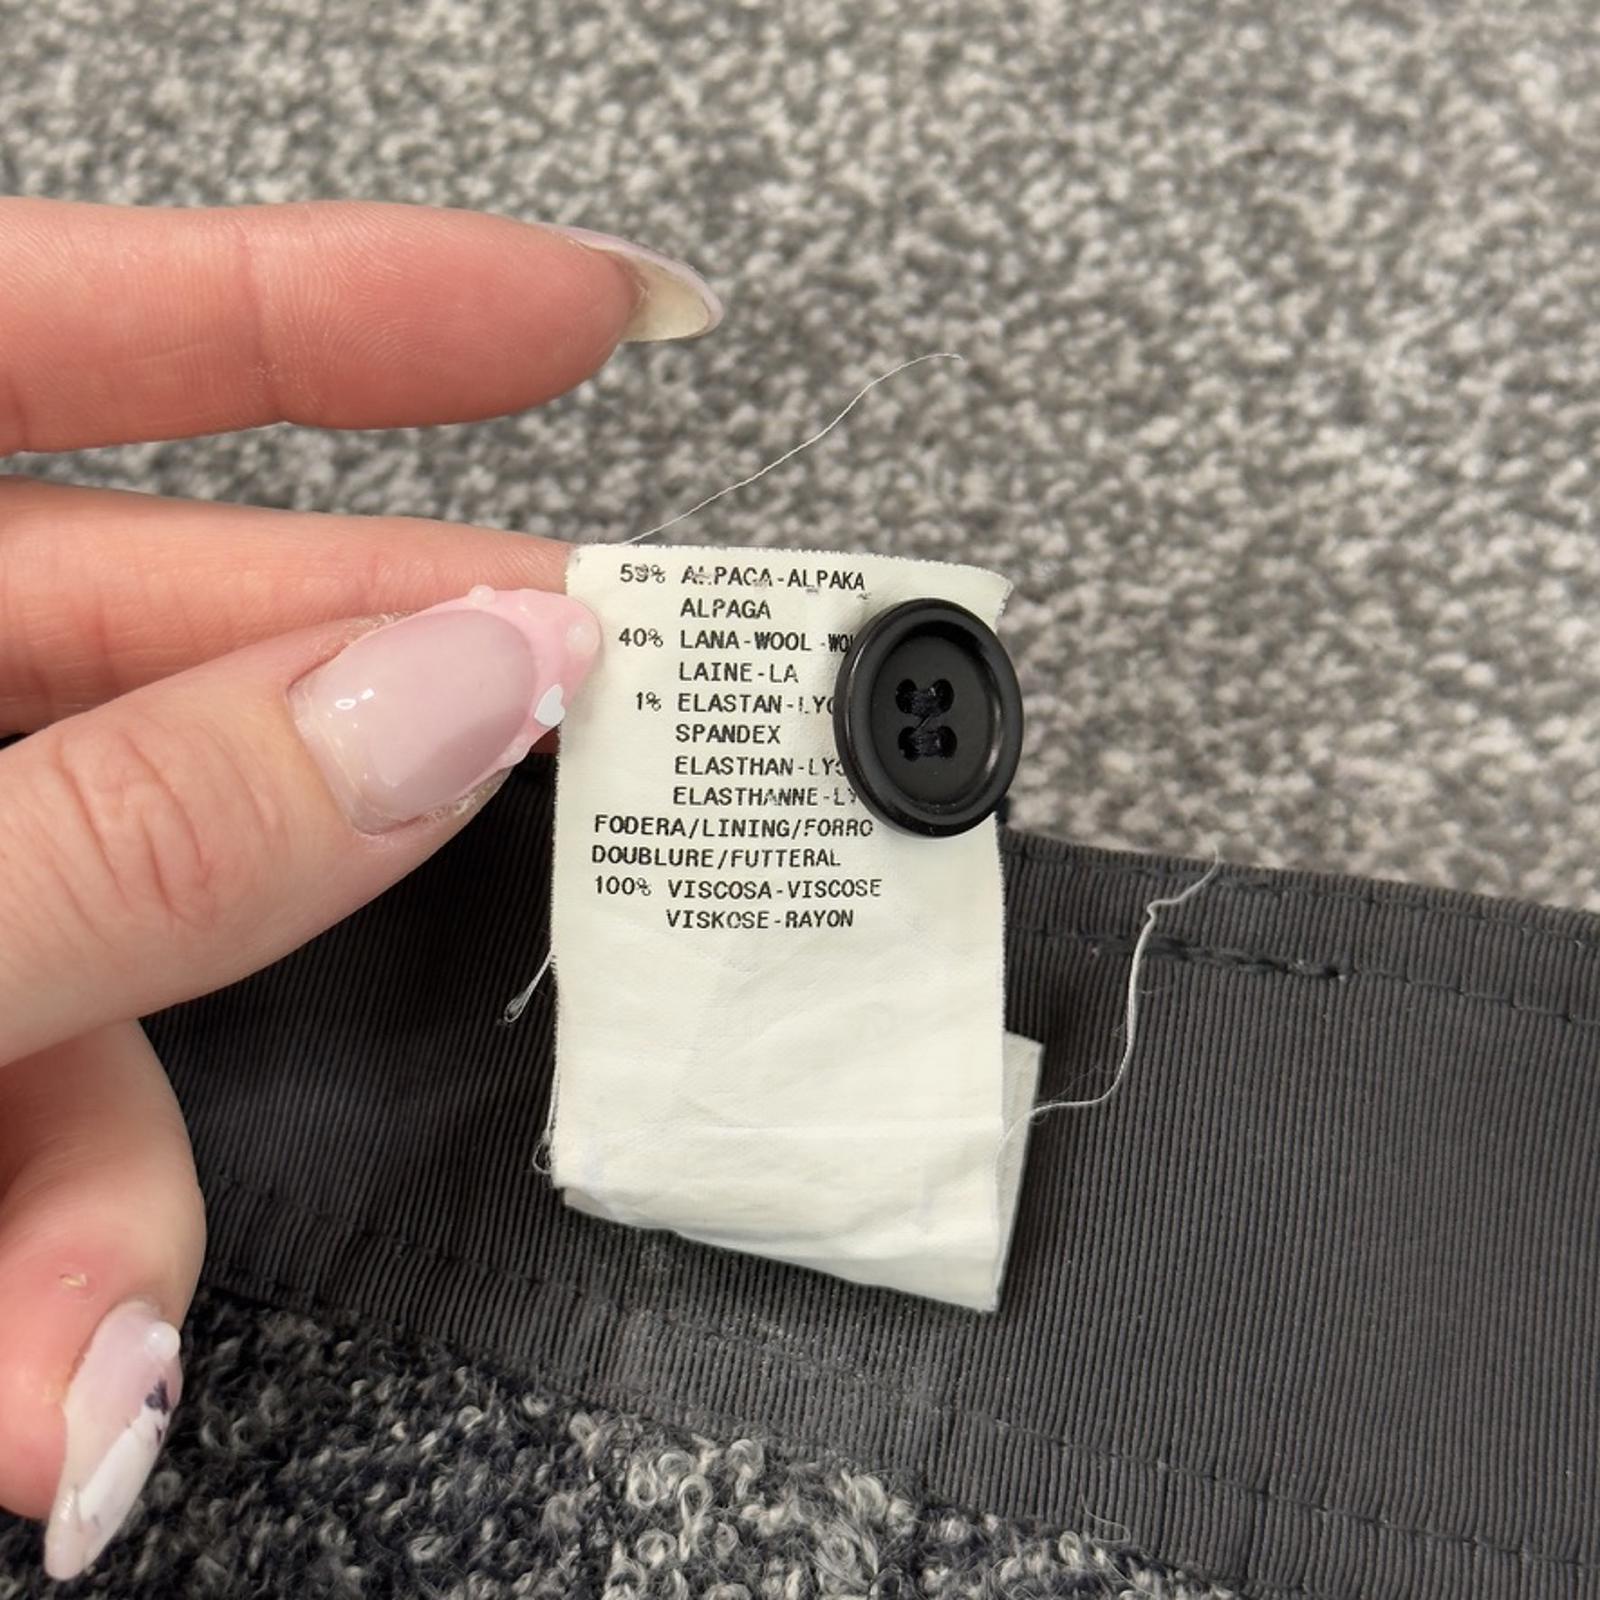 59% ALPACA-ALPAKA
ALPAGA
40% LANA-WOOL
LAINE-LA
1% ELASTAN-
SPANDEX
ELASTHAN-
ELASTHANNE-
FODERA/LINING/FORRO
DOUBLURE/FUTTERAL
100% VISCOSA-VISCOSE
VISKOSE-RAYON